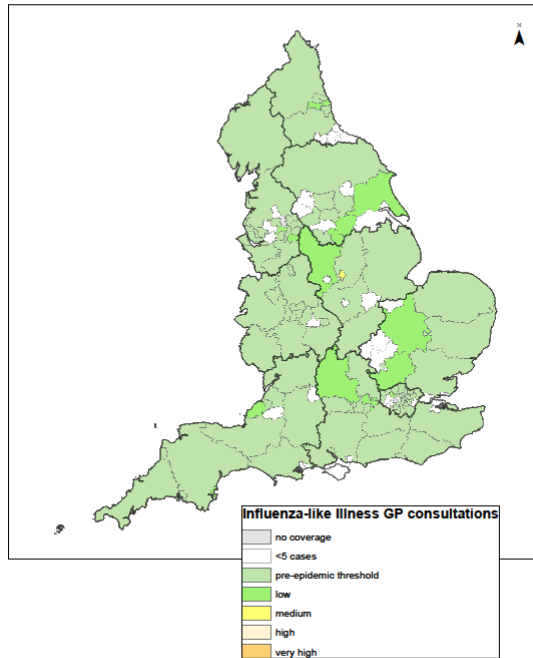 N
Influenza-like Illness GP consultations
no coverage
<5 cases
pre-epidemic threshold
low
medium
high
very high